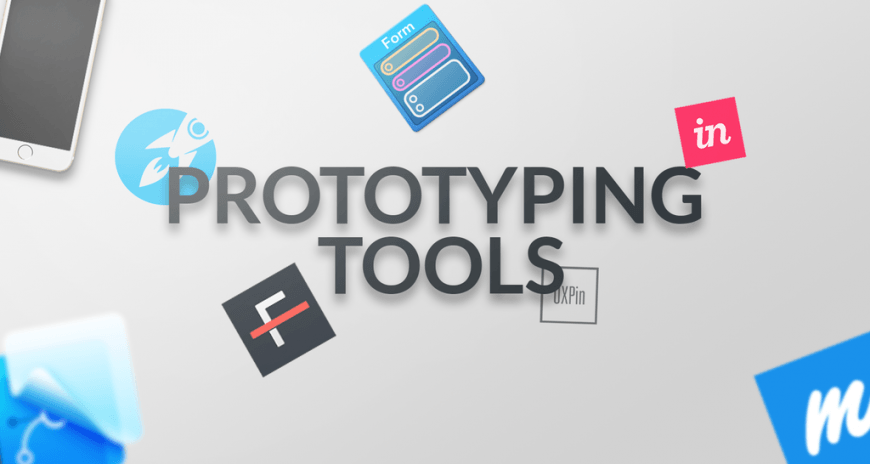 Form
in
PROTOTYPING
TOOLS
F
UXPin
m